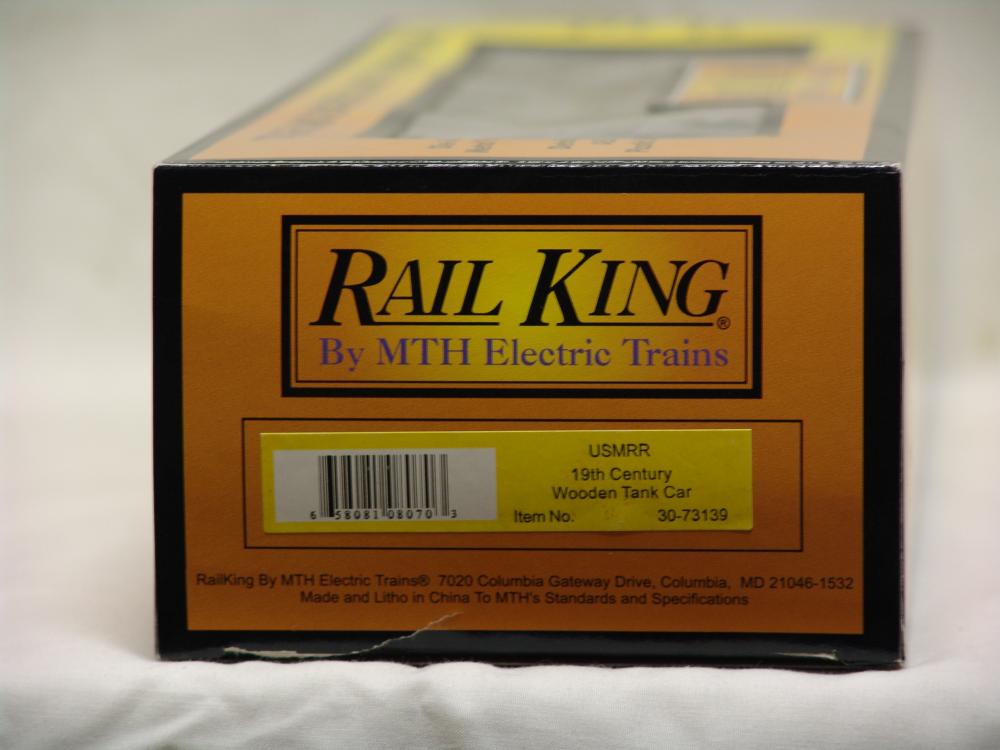 RAIL KING®
By MTH Electric Trains
USMRR
19th Century
Wooden Tank Car
Item No. 30-73139
6 58081 08070 3
RailKing By MTH Electric Trains® 7020 Columbia Gateway Drive, Columbia, MD 21046-1532
Made and Litho in China To MTH's Standards and Specifications